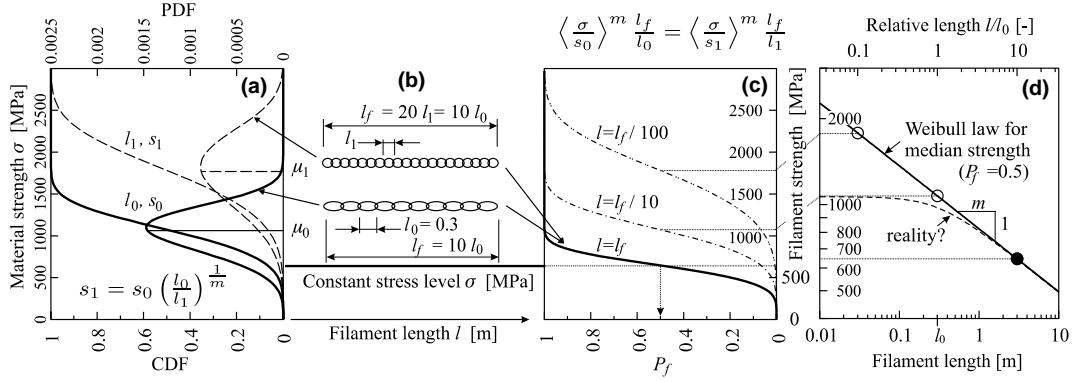 PDF
0.0025 0.002 0.0015 0.001 0.0005 0
(a)
Material strength σ [MPa]
0 500 1000 1500 2000 2500
l₁, s₁
l₀, s₀
μ₁
μ₀
s₁ = s₀ (l₀/l₁)^{1/m}
1 0.8 0.6 0.4 0.2 0
CDF
(b)
l_f = 20 l₁= 10 l₀
l₁
l₀= 0.3
l_f = 10 l₀
Constant stress level σ [MPa]
Filament length l [m]
⟨σ/s₀⟩^m l_f/l₀ = ⟨σ/s₁⟩^m l_f/l₁
(c)
l=l_f / 100
l=l_f / 10
l=l_f
1 0.8 0.6 0.4 0.2 0
P_f
0 500 1000 1500 2000 2500
[MPa]
Filament strength
Relative length l/l₀ [-]
0.1 1 10
(d)
2000
1000
800
700
600
500
Weibull law for
median strength
(P_f =0.5)
m
1
reality?
0.01 0.1 l₀ 1 10
Filament length [m]